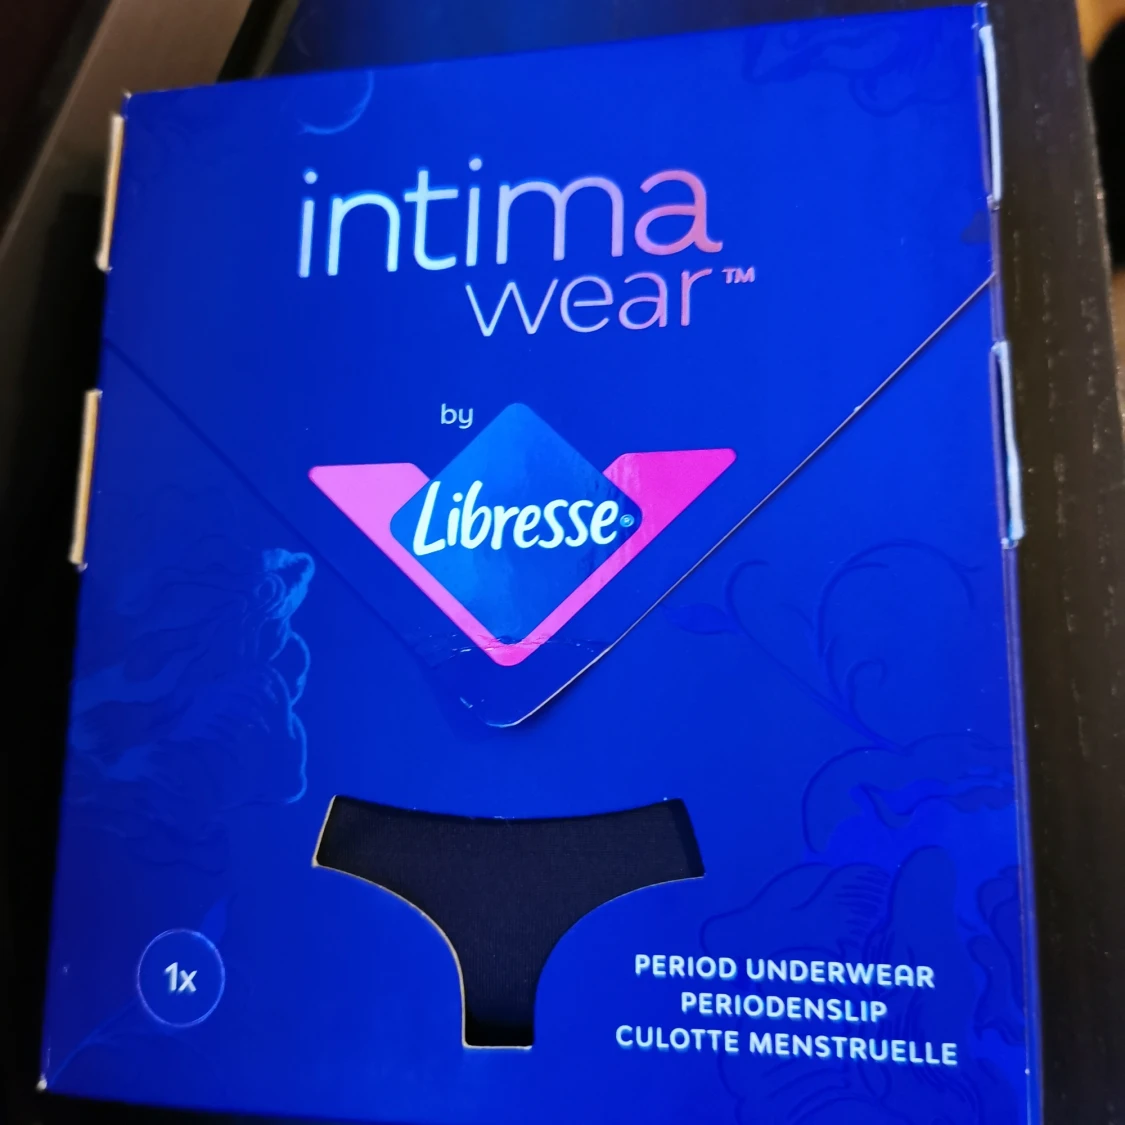 intima
wear™
by
Libresse®
1x
PERIOD UNDERWEAR
PERIODENSLIP
CULOTTE MENSTRUELLE